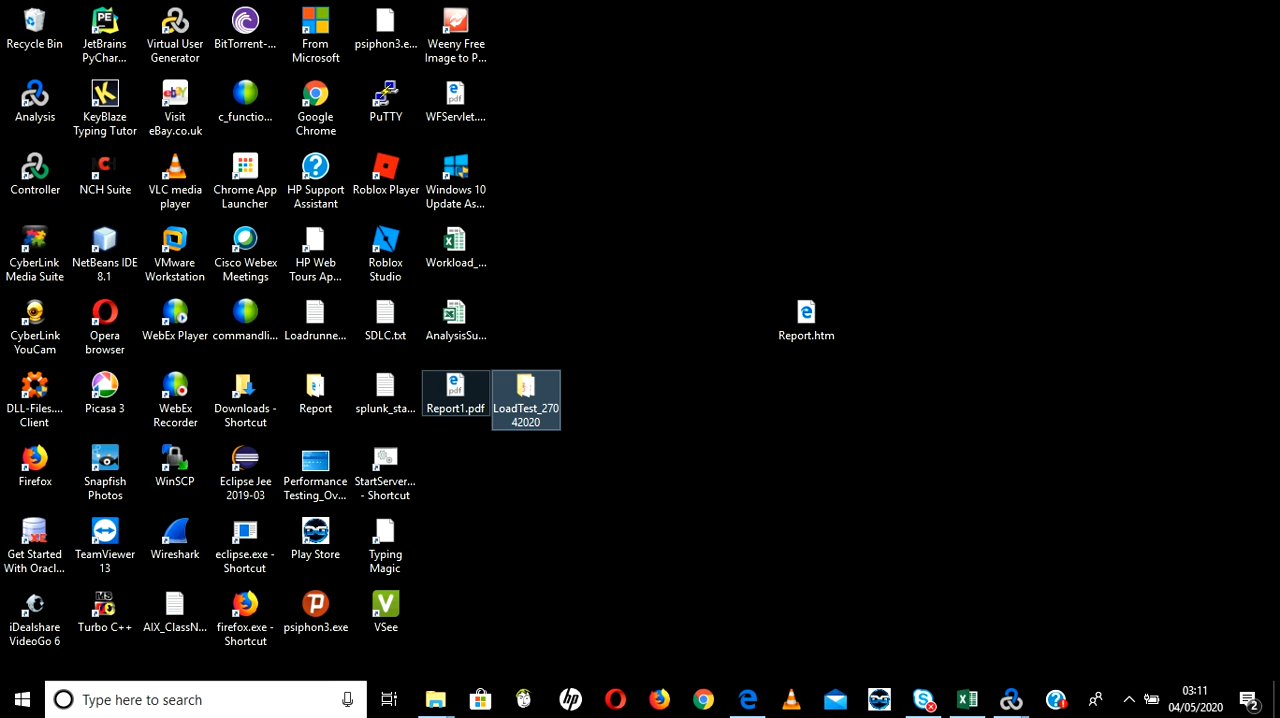 Recycle Bin
JetBrains
PyChar...
Virtual User
Generator
BitTorrent-...
From
Microsoft
psiphon3.e...
Weeny Free
Image to P...
Analysis
KeyBlaze
Typing Tutor
Visit
eBay.co.uk
c_functio...
Google
Chrome
PuTTY
WFServlet....
Controller
NCH Suite
VLC media
player
Chrome App
Launcher
HP Support
Assistant
Roblox Player
Windows 10
Update As...
CyberLink
Media Suite
NetBeans IDE
8.1
VMware
Workstation
Cisco Webex
Meetings
HP Web
Tours Ap...
Roblox
Studio
Workload_...
CyberLink
YouCam
Opera
browser
WebEx Player
commandli...
Loadrunne...
SDLC.txt
AnalysisSu...
Report.htm
DLL-Files....
Client
Picasa 3
WebEx
Recorder
Downloads -
Shortcut
Report
splunk_sta...
Report1.pdf
LoadTest_27
042020
Firefox
Snapfish
Photos
WinSCP
Eclipse Jee
2019-03
Performance
Testing_Ov...
StartServer...
- Shortcut
Get Started
With Oracl...
TeamViewer
13
Wireshark
eclipse.exe -
Shortcut
Play Store
Typing
Magic
iDealshare
VideoGo 6
Turbo C++
AIX_ClassN...
firefox.exe -
Shortcut
psiphon3.exe
VSee
Type here to search
03:11
04/05/2020
2